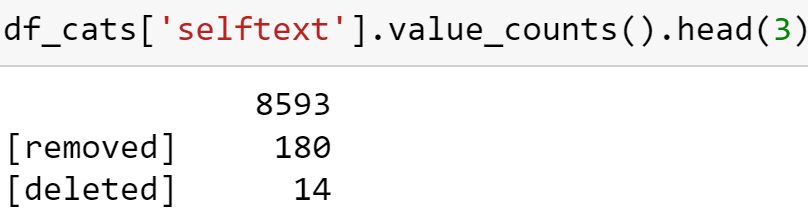 df_cats['selftext'].value_counts().head(3)
8593
[removed] 180
[deleted] 14